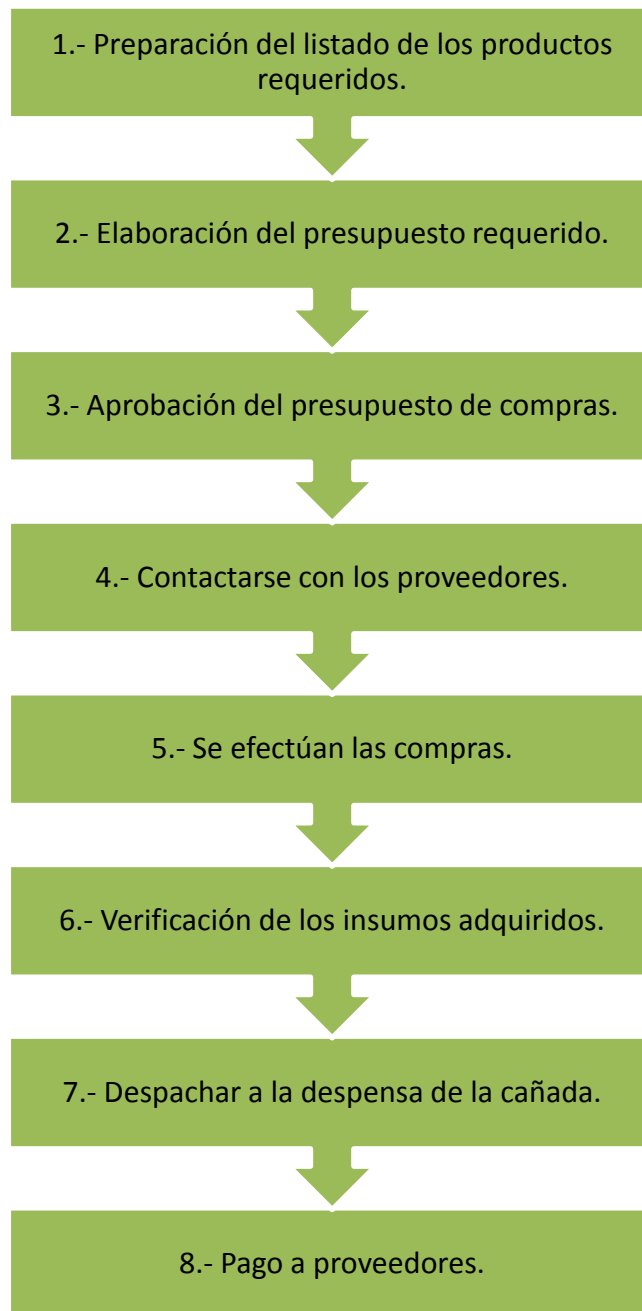 1.- Preparación del listado de los productos
requeridos.
2.- Elaboración del presupuesto requerido.
3.- Aprobación del presupuesto de compras.
4.- Contactarse con los proveedores.
5.- Se efectúan las compras.
6.- Verificación de los insumos adquiridos.
7.- Despachar a la despensa de la cañada.
8.- Pago a proveedores.